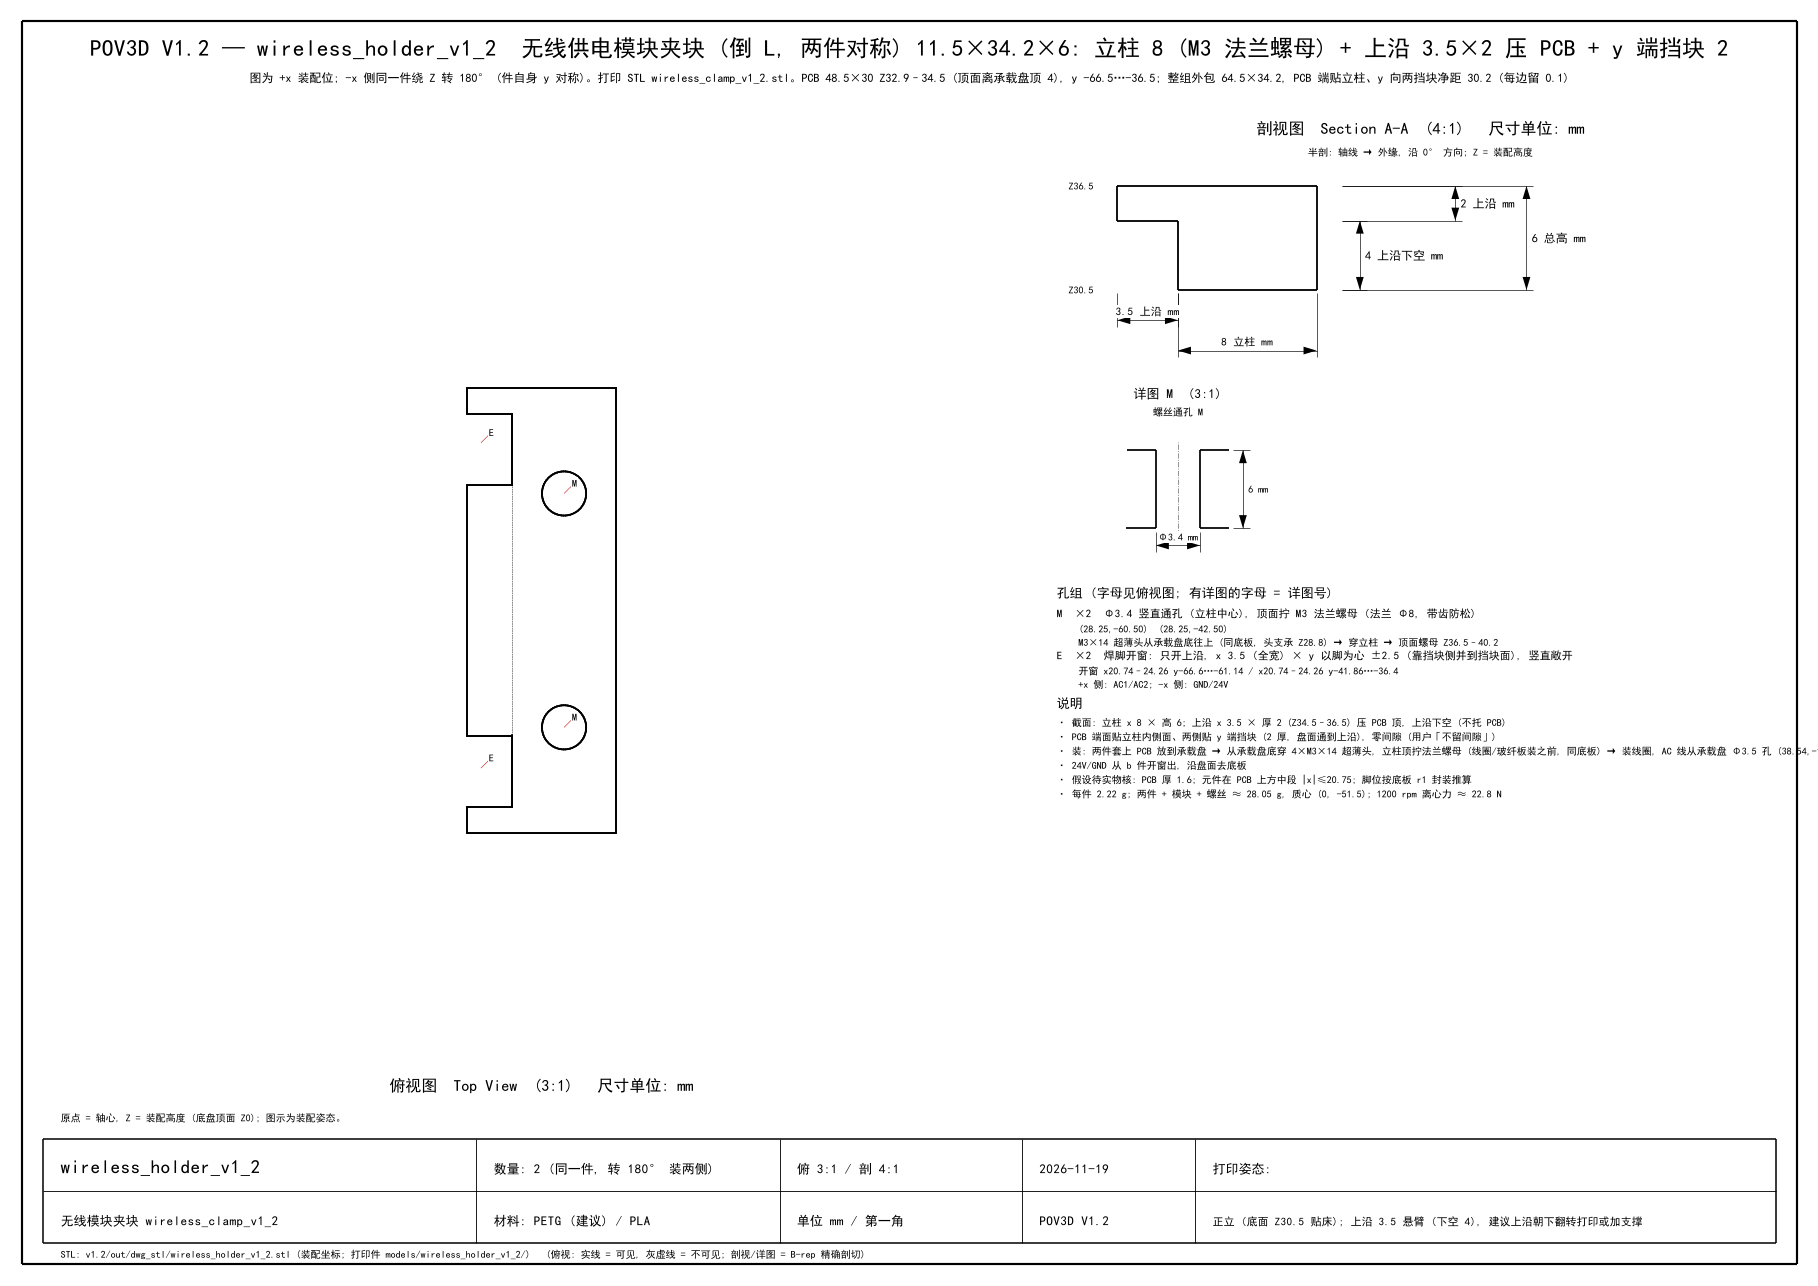 POV3D V1.2 — wireless_holder_v1_2  无线供电模块夹块 (倒 L, 两件对称) 11.5×34.2×6: 立柱 8 (M3 法兰螺母) + 上沿 3.5×2 压 PCB + y 端挡块 2
图为 +x 装配位; -x 侧同一件绕 Z 转 180° (件自身 y 对称)。打印 STL wireless_clamp_v1_2.stl。PCB 48.5×30 Z32.9–34.5 (顶面离承载盘顶 4), y -66.5…-36.5; 整组外包 64.5×34.2, PCB 端贴立柱、y 向两挡块净距 30.2 (每边留 0.1)
剖视图  Section A-A  (4:1)  尺寸单位: mm
半剖: 轴线 → 外缘, 沿 0° 方向; Z = 装配高度
Z36.5
2 上沿 mm
6 总高 mm
4 上沿下空 mm
Z30.5
3.5 上沿 mm
8 立柱 mm
详图 M  (3:1)
螺丝通孔 M
6 mm
Φ3.4 mm
E
M
M
E
孔组 (字母见俯视图; 有详图的字母 = 详图号)
M  ×2  Φ3.4 竖直通孔 (立柱中心), 顶面拧 M3 法兰螺母 (法兰 Φ8, 带齿防松)
(28.25,-60.50)  (28.25,-42.50)
M3×14 超薄头从承载盘底往上 (同底板, 头支承 Z28.8) → 穿立柱 → 顶面螺母 Z36.5–40.2
E  ×2  焊脚开窗: 只开上沿, x 3.5 (全宽) × y 以脚为心 ±2.5 (靠挡块侧并到挡块面), 竖直敞开
开窗 x20.74–24.26 y-66.6…-61.14 / x20.74–24.26 y-41.86…-36.4
+x 侧: AC1/AC2; -x 侧: GND/24V
说明
· 截面: 立柱 x 8 × 高 6; 上沿 x 3.5 × 厚 2 (Z34.5–36.5) 压 PCB 顶, 上沿下空 (不托 PCB)
· PCB 端面贴立柱内侧面、两侧贴 y 端挡块 (2 厚, 盘面通到上沿), 零间隙 (用户「不留间隙」)
· 装: 两件套上 PCB 放到承载盘 → 从承载盘底穿 4×M3×14 超薄头, 立柱顶拧法兰螺母 (线圈/玻纤板装之前, 同底板) → 装线圈, AC 线从承载盘 Φ3.5 孔 (38.54,-
· 24V/GND 从 b 件开窗出, 沿盘面去底板
· 假设待实物核: PCB 厚 1.6; 元件在 PCB 上方中段 |x|≤20.75; 脚位按底板 r1 封装推算
· 每件 2.22 g; 两件 + 模块 + 螺丝 ≈ 28.05 g, 质心 (0, -51.5); 1200 rpm 离心力 ≈ 22.8 N
俯视图  Top View  (3:1)  尺寸单位: mm
原点 = 轴心, Z = 装配高度 (底盘顶面 Z0); 图示为装配姿态。
wireless_holder_v1_2
数量: 2 (同一件, 转 180° 装两侧)
俯 3:1 / 剖 4:1
2026-11-19
打印姿态:
无线模块夹块 wireless_clamp_v1_2
材料: PETG (建议) / PLA
单位 mm / 第一角
POV3D V1.2
正立 (底面 Z30.5 贴床); 上沿 3.5 悬臂 (下空 4), 建议上沿朝下翻转打印或加支撑
STL: v1.2/out/dwg_stl/wireless_holder_v1_2.stl (装配坐标; 打印件 models/wireless_holder_v1_2/)  (俯视: 实线 = 可见, 灰虚线 = 不可见; 剖视/详图 = B-rep 精确剖切)